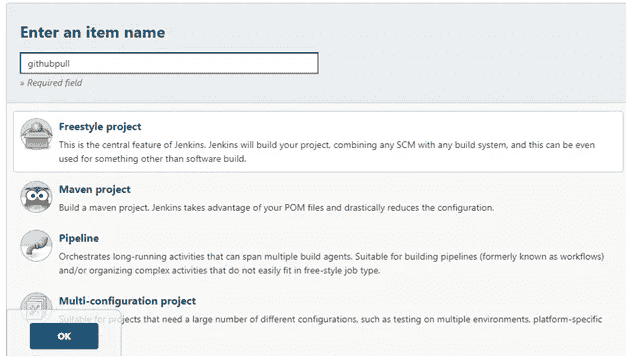 Enter an item name
githubpull
» Required field
Freestyle project
This is the central feature of Jenkins. Jenkins will build your project, combining any SCM with any build system, and this can be even
used for something other than software build.
Maven project
Build a maven project. Jenkins takes advantage of your POM files and drastically reduces the configuration.
Pipeline
Orchestrates long-running activities that can span multiple build agents. Suitable for building pipelines (formerly known as workflows)
and/or organizing complex activities that do not easily fit in free-style job type.
Multi-configuration project
Suitable for projects that need a large number of different configurations, such as testing on multiple environments, platform-specific
OK